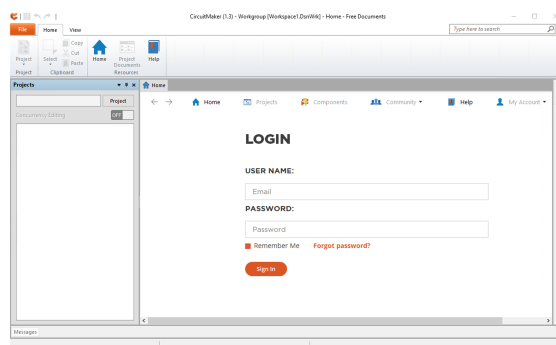 CircuitMaker (1.3) - Workgroup [Workspace1.DsnWrk] - Home - Free Documents
File Home View Type here to search
Project Select Copy Cut Paste Home Project Documents Help
Project Clipboard Resources
Projects Home
Project
Concurrency Editing OFF
Home Projects Components Community My Account Help
LOGIN
USER NAME:
Email
PASSWORD:
Password
Remember Me Forgot password?
Sign In
Messages